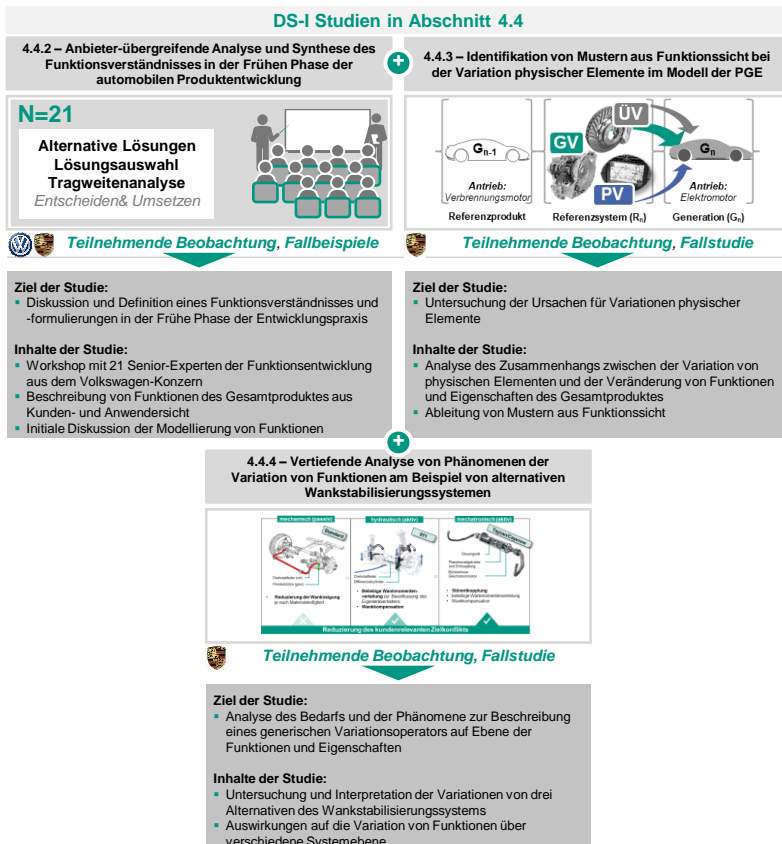 DS-I Studien in Abschnitt 4.4
4.4.2 – Anbieter-übergreifende Analyse und Synthese des
Funktionsverständnisses in der Frühen Phase der
automobilen Produktentwicklung
+
4.4.3 – Identifikation von Mustern aus Funktionssicht bei
der Variation physischer Elemente im Modell der PGE
N=21
Alternative Lösungen
Lösungsauswahl
Tragweitenanalyse
Entscheiden& Umsetzen
Gn-1
Antrieb:
Verbrennungsmotor
Referenzprodukt
GV
ÜV
PV
Referenzsystem (Rn)
Gn
Antrieb:
Elektromotor
Generation (Gn)
Teilnehmende Beobachtung, Fallbeispiele
Teilnehmende Beobachtung, Fallstudie
Ziel der Studie:
▪ Diskussion und Definition eines Funktionsverständnisses und
-formulierungen in der Frühe Phase der Entwicklungspraxis
Inhalte der Studie:
▪ Workshop mit 21 Senior-Experten der Funktionsentwicklung
aus dem Volkswagen-Konzern
▪ Beschreibung von Funktionen des Gesamtproduktes aus
Kunden- und Anwendersicht
▪ Initiale Diskussion der Modellierung von Funktionen
Ziel der Studie:
▪ Untersuchung der Ursachen für Variationen physischer
Elemente
Inhalte der Studie:
▪ Analyse des Zusammenhangs zwischen der Variation von
physischen Elementen und der Veränderung von Funktionen
und Eigenschaften des Gesamtproduktes
▪ Ableitung von Mustern aus Funktionssicht
+
4.4.4 – Vertiefende Analyse von Phänomenen der
Variation von Funktionen am Beispiel von alternativen
Wankstabilisierungssystemen
mechanisch (passiv)
hydraulisch (aktiv)
mechatronisch (aktiv)
Standard
Reduzierung des kundenrelevanten Zielkonflikts
Teilnehmende Beobachtung, Fallstudie
Ziel der Studie:
▪ Analyse des Bedarfs und der Phänomene zur Beschreibung
eines generischen Variationsoperators auf Ebene der
Funktionen und Eigenschaften
Inhalte der Studie:
▪ Untersuchung und Interpretation der Variationen von drei
Alternativen des Wankstabilisierungssystems
▪ Auswirkungen auf die Variation von Funktionen über
verschiedene Systemebene